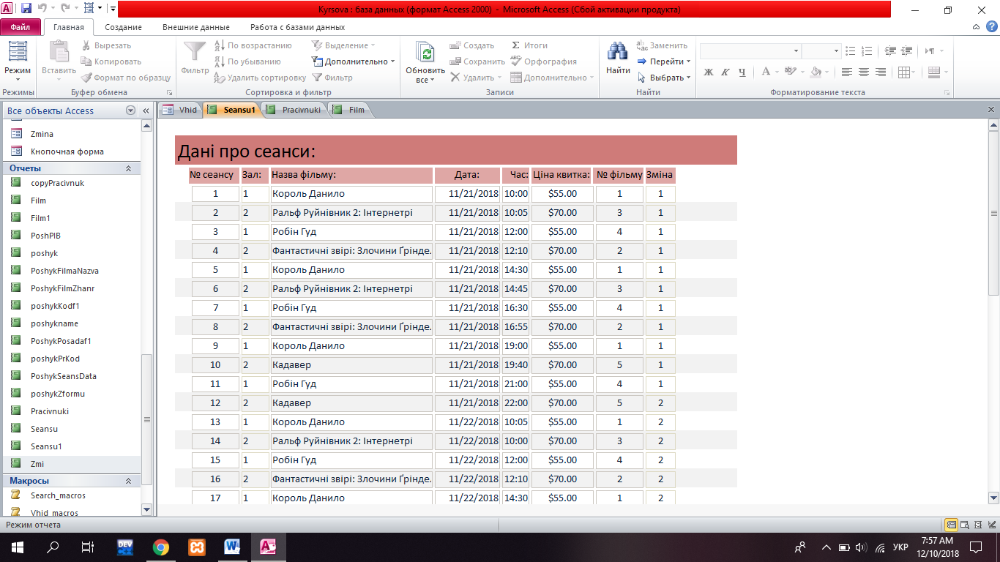 Kyrsova : база данных (формат Access 2000) - Microsoft Access (Сбой активации продукта)
Файл Главная Создание Внешние данные Работа с базами данных
Режим
Режимы
Вставить
Вырезать
Копировать
Формат по образцу
Буфер обмена
Фильтр
По возрастанию
По убыванию
Удалить сортировку
Выделение
Дополнительно
Фильтр
Сортировка и фильтр
Обновить все
Создать
Сохранить
Удалить
Итоги
Орфография
Дополнительно
Записи
Найти
Заменить
Перейти
Выбрать
Найти
Ж К Ч
Форматирование текста
Все объекты Access
Zmina
Кнопочная форма
Отчеты
copyPracivnuk
Film
Film1
PoshPIB
poshyk
PoshykFilmaNazva
PoshykFilmZhanr
poshykKodf1
poshykname
PoshykPosadaf1
poshykPrKod
PoshykSeansData
poshykZformu
Pracivnuki
Seansu
Seansu1
Zmi
Макросы
Search_macros
Vhid_macros
Vhid Seansu1 Pracivnuki Film
Дані про сеанси:
№ сеансу Зал: Назва фільму: Дата: Час: Ціна квитка: № фільму Зміна
1 1 Король Данило 11/21/2018 10:00 $55.00 1 1
2 2 Ральф Руйнівник 2: Інтернетрі 11/21/2018 10:05 $70.00 3 1
3 1 Робін Гуд 11/21/2018 12:00 $55.00 4 1
4 2 Фантастичні звірі: Злочини Ґрінде 11/21/2018 12:10 $70.00 2 1
5 1 Король Данило 11/21/2018 14:30 $55.00 1 1
6 2 Ральф Руйнівник 2: Інтернетрі 11/21/2018 14:45 $70.00 3 1
7 1 Робін Гуд 11/21/2018 16:30 $55.00 4 1
8 2 Фантастичні звірі: Злочини Ґрінде 11/21/2018 16:55 $70.00 2 1
9 1 Король Данило 11/21/2018 19:00 $55.00 1 1
10 2 Кадавер 11/21/2018 19:40 $70.00 5 1
11 1 Робін Гуд 11/21/2018 21:00 $55.00 4 1
12 2 Кадавер 11/21/2018 22:00 $70.00 5 2
13 1 Король Данило 11/22/2018 10:05 $55.00 1 2
14 2 Ральф Руйнівник 2: Інтернетрі 11/22/2018 10:00 $70.00 3 2
15 1 Робін Гуд 11/22/2018 12:00 $55.00 4 2
16 2 Фантастичні звірі: Злочини Ґрінде 11/22/2018 12:10 $70.00 2 2
17 1 Король Данило 11/22/2018 14:30 $55.00 1 2
Режим отчета
DEV
УКР
7:57 AM
12/10/2018